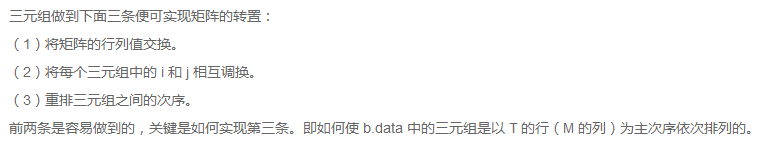 三元组做到下面三条便可实现矩阵的转置：
（1）将矩阵的行列值交换。
（2）将每个三元组中的 i 和 j 相互调换。
（3）重排三元组之间的次序。
前两条是容易做到的，关键是如何实现第三条。即如何使 b.data 中的三元组是以 T 的行（M 的列）为主次序依次排列的。